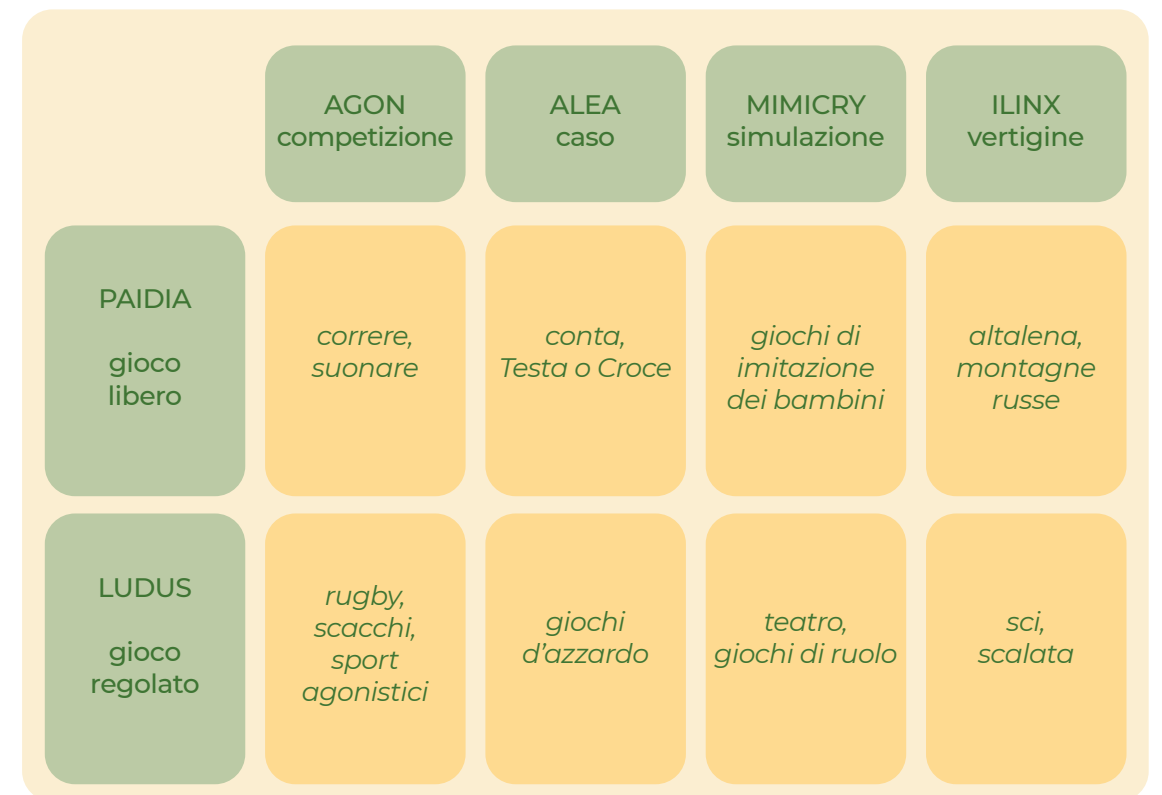 AGON
competizione
ALEA
caso
MIMICRY
simulazione
ILINX
vertigine
PAIDIA
gioco
libero
correre,
suonare
conta,
Testa o Croce
giochi di
imitazione
dei bambini
altalena,
montagne
russe
LUDUS
gioco
regolato
rugby,
scacchi,
sport
agonistici
giochi
d’azzardo
teatro,
giochi di ruolo
sci,
scalata